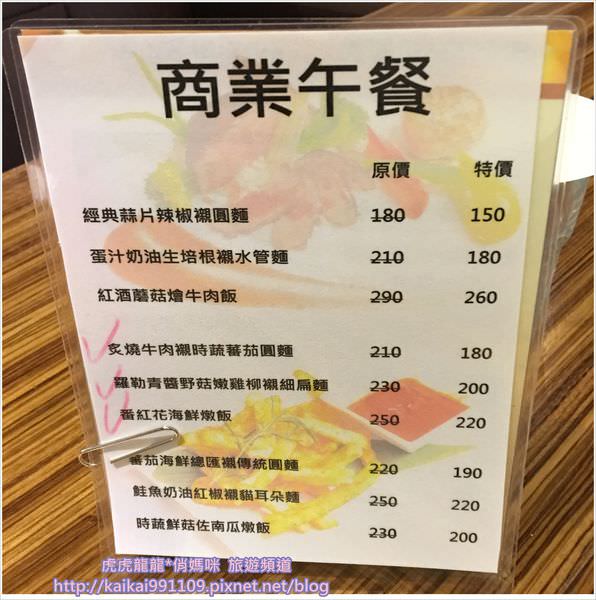 商業午餐
原價 特價
經典蒜片辣椒襯圓麵 180 150
蛋汁奶油生培根襯水管麵 210 180
紅酒蘑菇燴牛肉飯 290 260
炙燒牛肉襯時蔬蕃茄圓麵 210 180
羅勒青醬野菇嫩雞柳襯細扁麵 230 200
番紅花海鮮燉飯 250 220
蕃茄海鮮總匯襯傳統圓麵 220 190
鮭魚奶油紅椒襯貓耳朵麵 250 220
時蔬鮮菇佐南瓜燉飯 230 200
虎虎龍龍*俏媽咪 旅遊頻道
http://kaikai991109.pixnet.net/blog